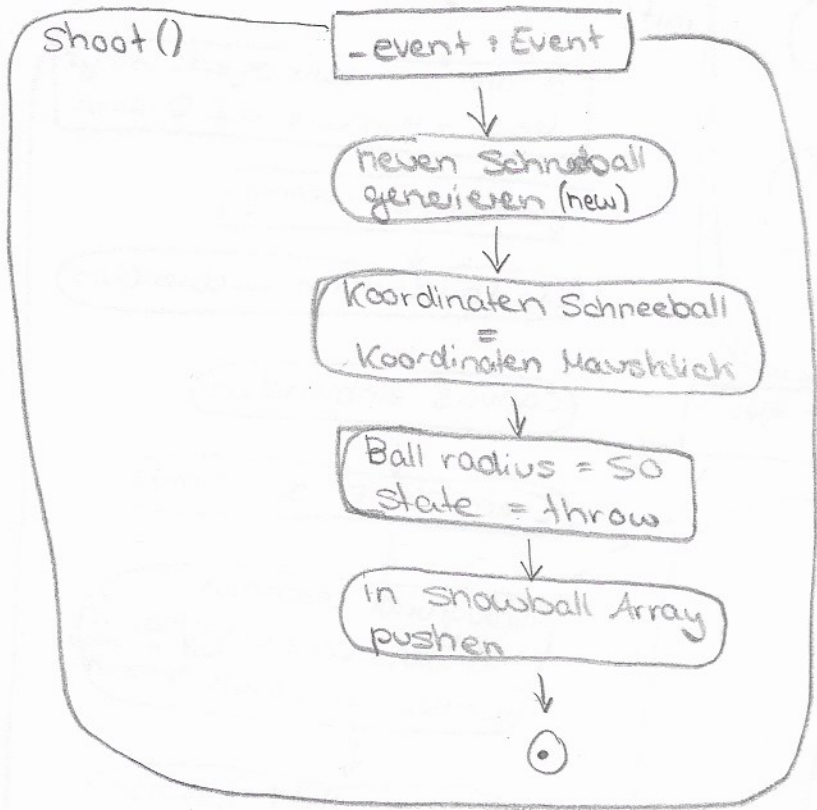 shoot()
_event : Event
neuen Schneeball
generieren (new)
Koordinaten Schneeball
=
Koordinaten Mausklick
Ball radius = 50
state = throw
in snowball Array
pushen